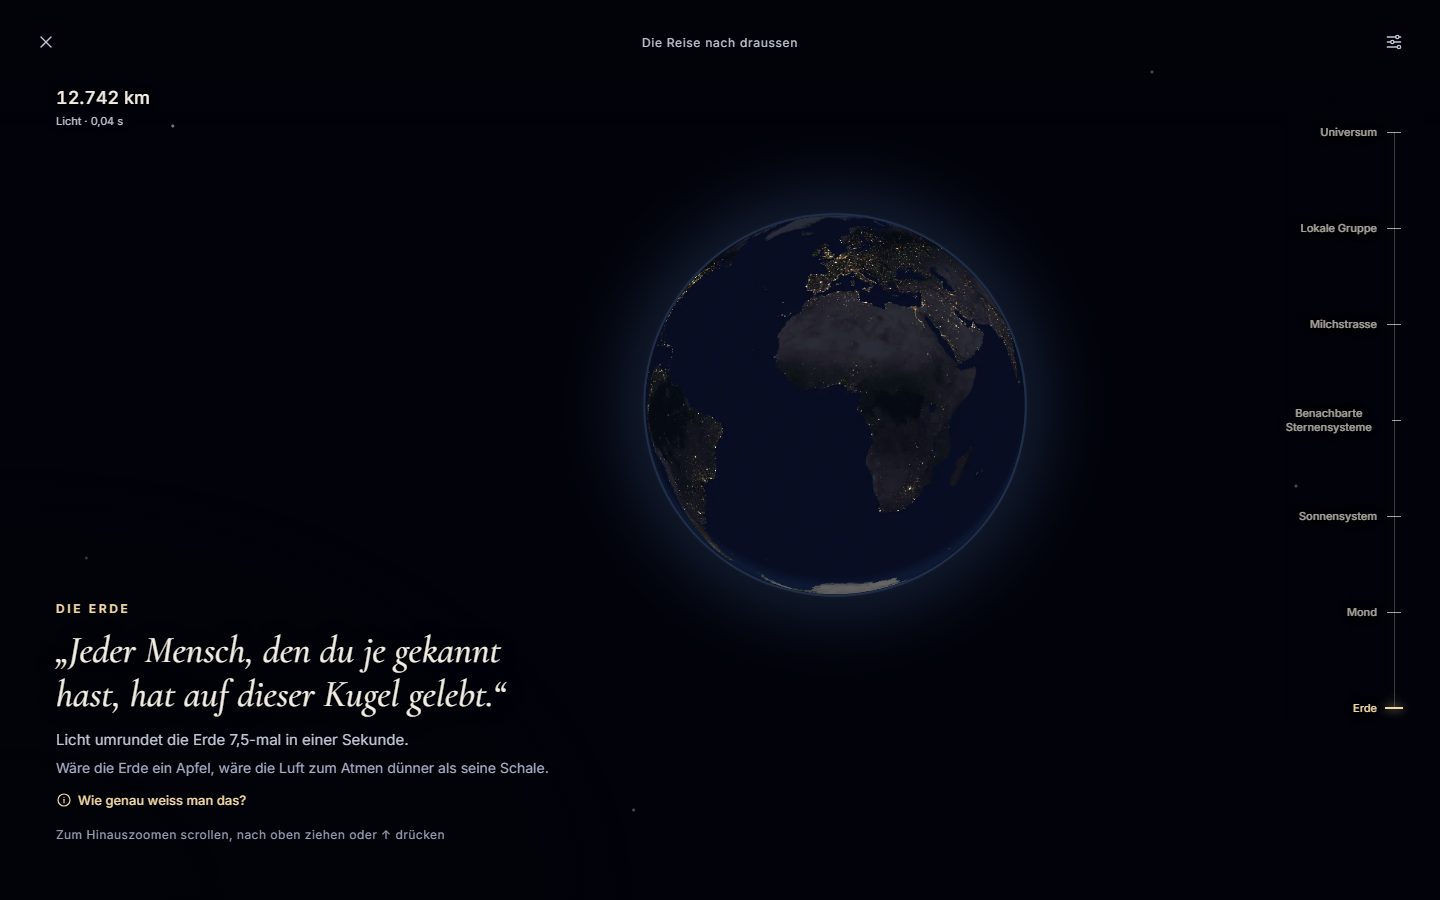 Die Reise nach draussen
12.742 km
Licht · 0,04 s
Universum
Lokale Gruppe
Milchstrasse
Benachbarte
Sternensysteme
Sonnensystem
Mond
Erde
DIE ERDE
„Jeder Mensch, den du je gekannt
hast, hat auf dieser Kugel gelebt.“
Licht umrundet die Erde 7,5-mal in einer Sekunde.
Wäre die Erde ein Apfel, wäre die Luft zum Atmen dünner als seine Schale.
Wie genau weiss man das?
Zum Hinauszoomen scrollen, nach oben ziehen oder ↑ drücken